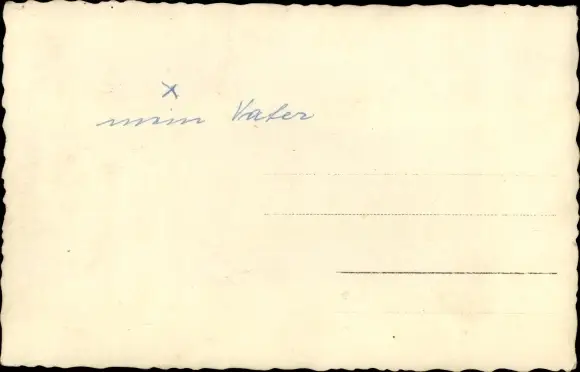 x
mein Vater